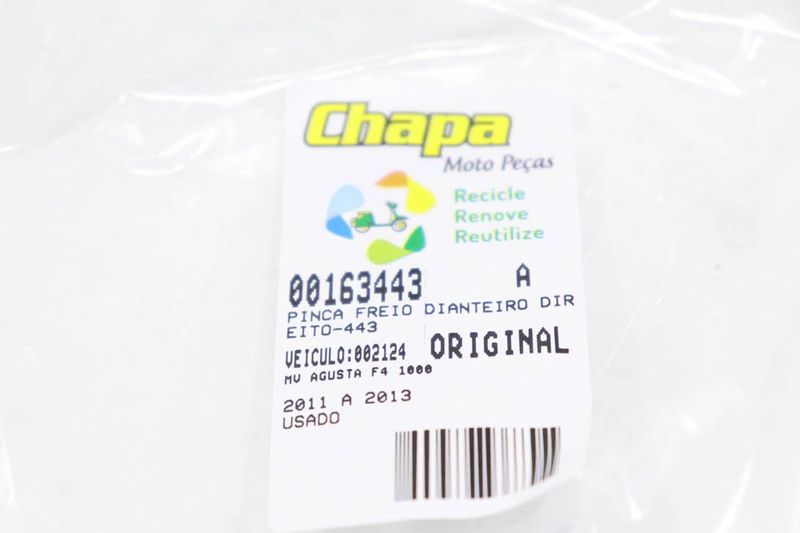 Chapa
Moto Peças
Recicle
Renove
Reutilize
00163443 A
PINCA FREIO DIANTEIRO DIR
EITO-443
VEICULO:002124 ORIGINAL
MV AGUSTA F4 1000
2011 A 2013
USADO